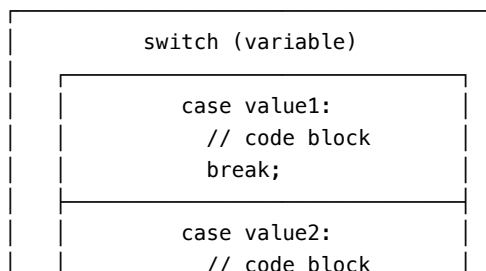 switch (variable)
case value1:
// code block
break;
case value2:
// code block